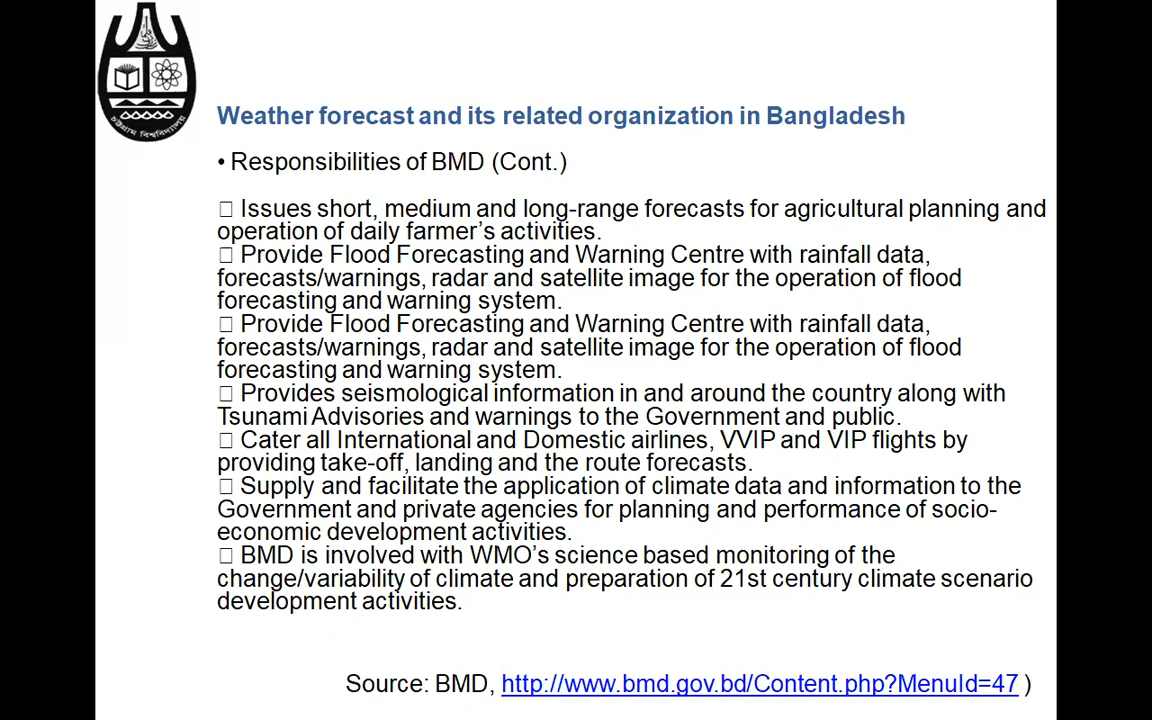 চট্টগ্রাম বিশ্ববিদ্যালয়
Weather forecast and its related organization in Bangladesh
• Responsibilities of BMD (Cont.)
□ Issues short, medium and long-range forecasts for agricultural planning and
operation of daily farmer’s activities.
□ Provide Flood Forecasting and Warning Centre with rainfall data,
forecasts/warnings, radar and satellite image for the operation of flood
forecasting and warning system.
□ Provide Flood Forecasting and Warning Centre with rainfall data,
forecasts/warnings, radar and satellite image for the operation of flood
forecasting and warning system.
□ Provides seismological information in and around the country along with
Tsunami Advisories and warnings to the Government and public.
□ Cater all International and Domestic airlines, VVIP and VIP flights by
providing take-off, landing and the route forecasts.
□ Supply and facilitate the application of climate data and information to the
Government and private agencies for planning and performance of socio-
economic development activities.
□ BMD is involved with WMO’s science based monitoring of the
change/variability of climate and preparation of 21st century climate scenario
development activities.
Source: BMD, http://www.bmd.gov.bd/Content.php?MenuId=47 )